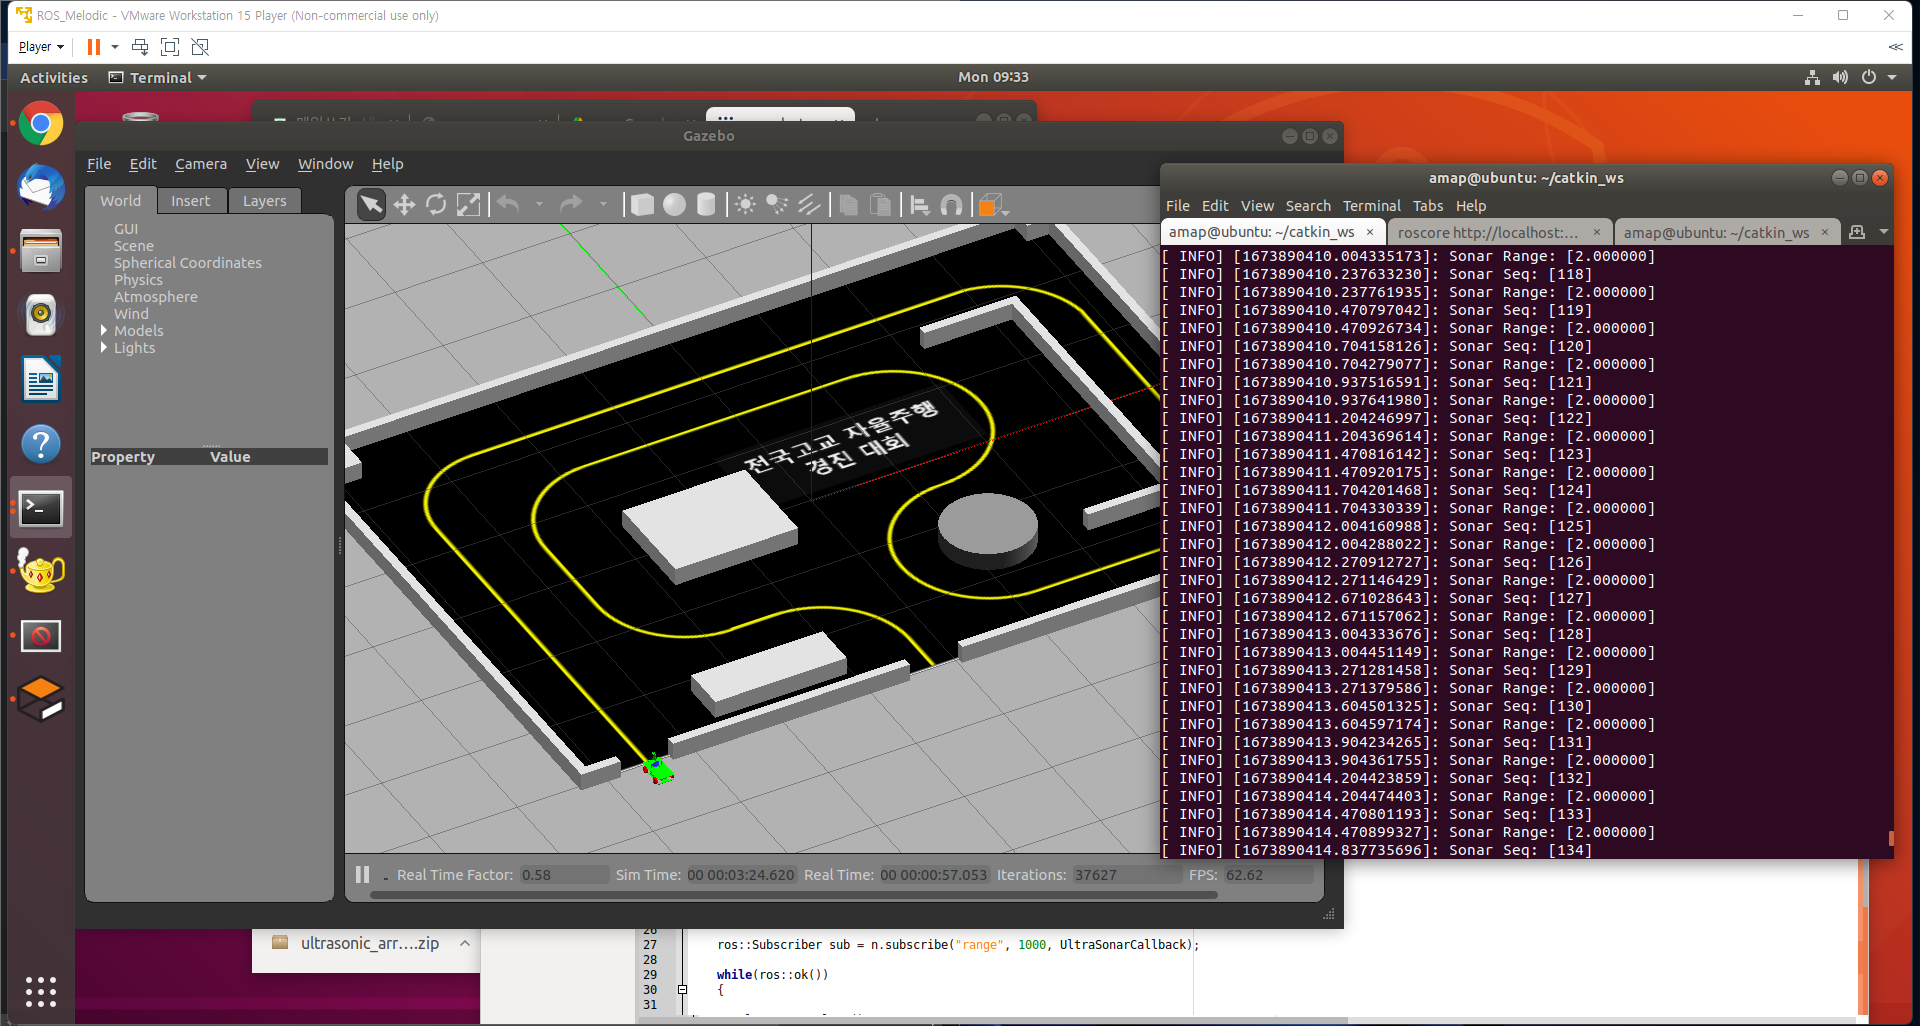 ROS_Melodic - VMware Workstation 15 Player (Non-commercial use only)
Player
Activities
Terminal
Mon 09:33
Gazebo
File Edit Camera View Window Help
World Insert Layers
GUI
Scene
Spherical Coordinates
Physics
Atmosphere
Wind
Models
Lights
Property Value
전국고교 자율주행
경진 대회
Real Time Factor: 0.58 Sim Time: 00 00:03:24.620 Real Time: 00 00:00:57.053 Iterations: 37627 FPS: 62.62
amap@ubuntu: ~/catkin_ws
File Edit View Search Terminal Tabs Help
amap@ubuntu: ~/catkin_ws × roscore http://localhost:... × amap@ubuntu: ~/catkin_ws ×
[ INFO] [1673890410.004335173]: Sonar Range: [2.000000]
[ INFO] [1673890410.237633230]: Sonar Seq: [118]
[ INFO] [1673890410.237761935]: Sonar Range: [2.000000]
[ INFO] [1673890410.470797042]: Sonar Seq: [119]
[ INFO] [1673890410.470926734]: Sonar Range: [2.000000]
[ INFO] [1673890410.704158126]: Sonar Seq: [120]
[ INFO] [1673890410.704279077]: Sonar Range: [2.000000]
[ INFO] [1673890410.937516591]: Sonar Seq: [121]
[ INFO] [1673890410.937641980]: Sonar Range: [2.000000]
[ INFO] [1673890411.204246997]: Sonar Seq: [122]
[ INFO] [1673890411.204369614]: Sonar Range: [2.000000]
[ INFO] [1673890411.470816142]: Sonar Seq: [123]
[ INFO] [1673890411.470920175]: Sonar Range: [2.000000]
[ INFO] [1673890411.704201468]: Sonar Seq: [124]
[ INFO] [1673890411.704330339]: Sonar Range: [2.000000]
[ INFO] [1673890412.004160988]: Sonar Seq: [125]
[ INFO] [1673890412.004288022]: Sonar Range: [2.000000]
[ INFO] [1673890412.270912727]: Sonar Seq: [126]
[ INFO] [1673890412.271146429]: Sonar Range: [2.000000]
[ INFO] [1673890412.671028643]: Sonar Seq: [127]
[ INFO] [1673890412.671157062]: Sonar Range: [2.000000]
[ INFO] [1673890413.004333676]: Sonar Seq: [128]
[ INFO] [1673890413.004451149]: Sonar Range: [2.000000]
[ INFO] [1673890413.271281458]: Sonar Seq: [129]
[ INFO] [1673890413.271379586]: Sonar Range: [2.000000]
[ INFO] [1673890413.604501325]: Sonar Seq: [130]
[ INFO] [1673890413.604597174]: Sonar Range: [2.000000]
[ INFO] [1673890413.904234265]: Sonar Seq: [131]
[ INFO] [1673890413.904361755]: Sonar Range: [2.000000]
[ INFO] [1673890414.204423859]: Sonar Seq: [132]
[ INFO] [1673890414.204474403]: Sonar Range: [2.000000]
[ INFO] [1673890414.470801193]: Sonar Seq: [133]
[ INFO] [1673890414.470899327]: Sonar Range: [2.000000]
[ INFO] [1673890414.837735696]: Sonar Seq: [134]
ultrasonic_arr....zip
26
27 ros::Subscriber sub = n.subscribe("range", 1000, UltraSonarCallback);
28
29 while(ros::ok())
30 {
31